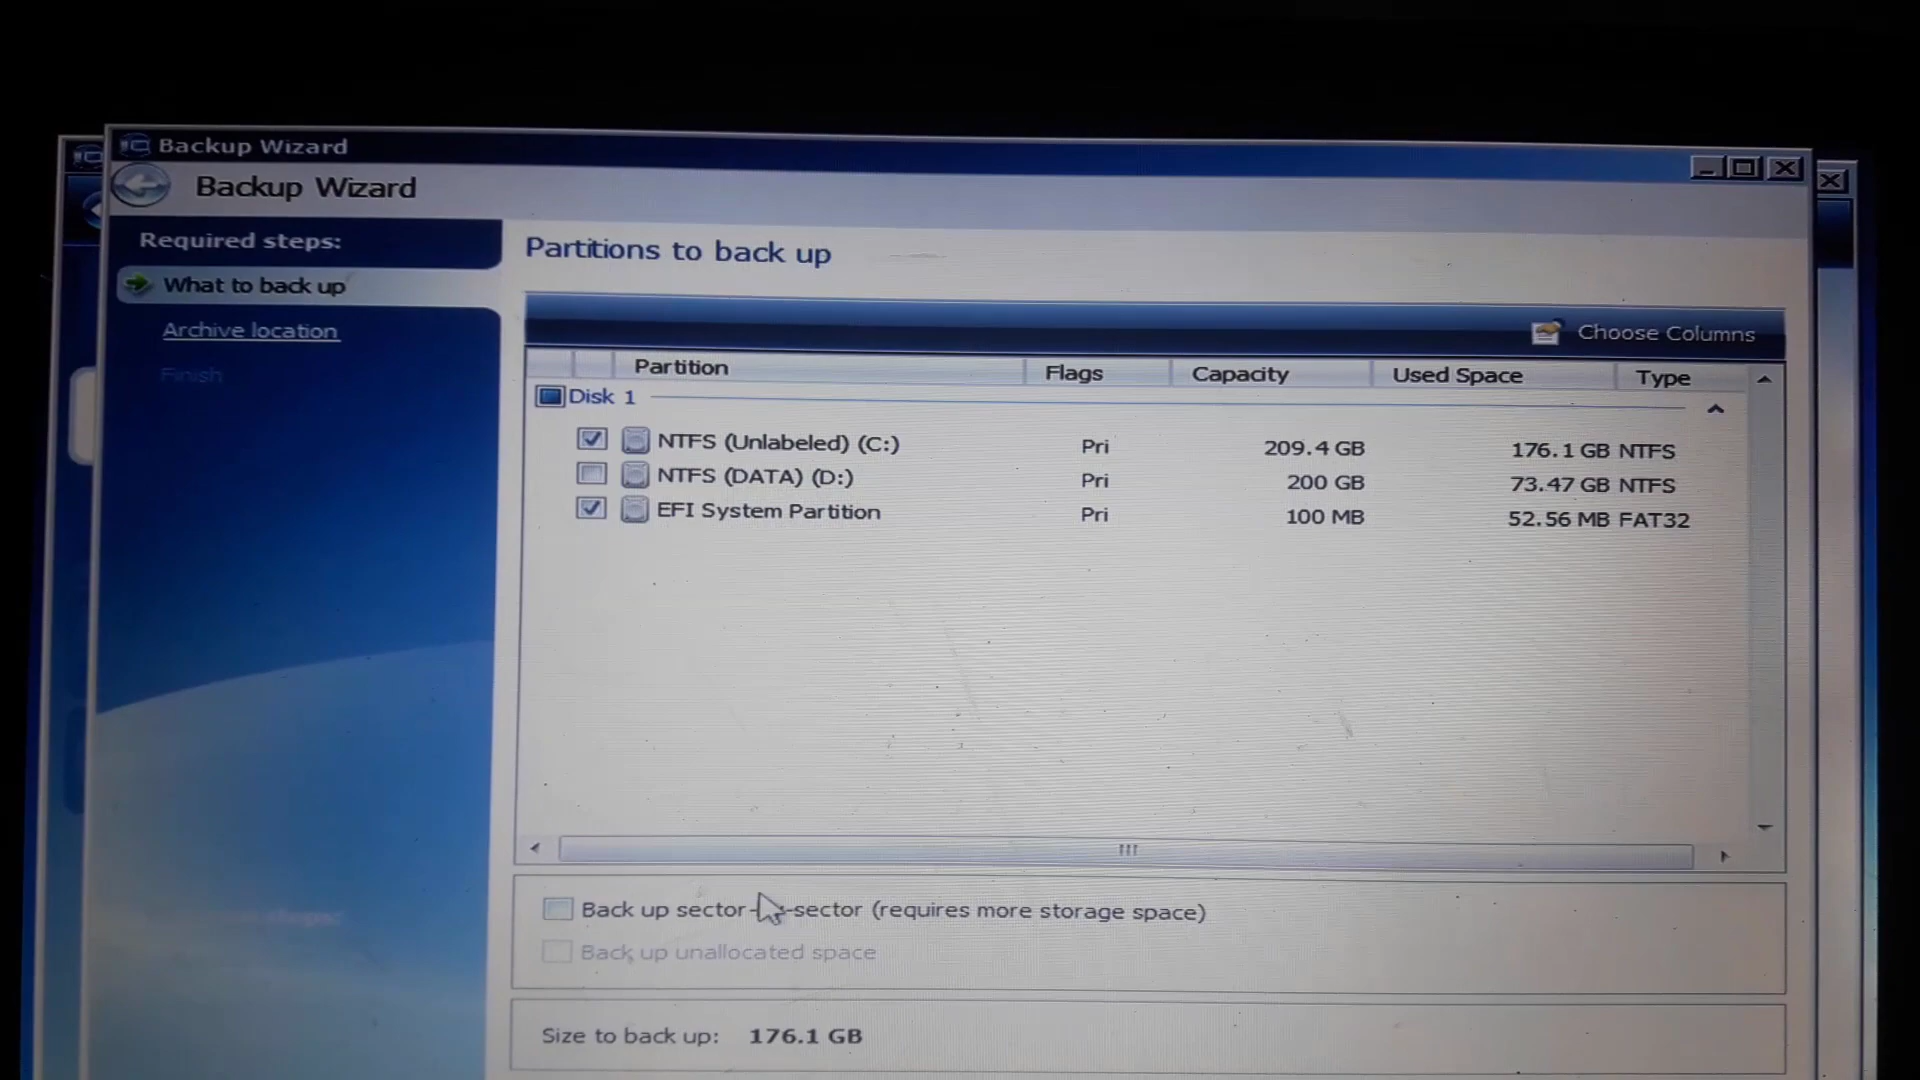 Backup Wizard
Backup Wizard
Required steps:
What to back up
Archive location
Finish
Partitions to back up
Choose Columns
Partition Flags Capacity Used Space Type
Disk 1
NTFS (Unlabeled) (C:) Pri 209.4 GB 176.1 GB NTFS
NTFS (DATA) (D:) Pri 200 GB 73.47 GB NTFS
EFI System Partition Pri 100 MB 52.56 MB FAT32
Back up sector- -sector (requires more storage space)
Back up unallocated space
Size to back up: 176.1 GB